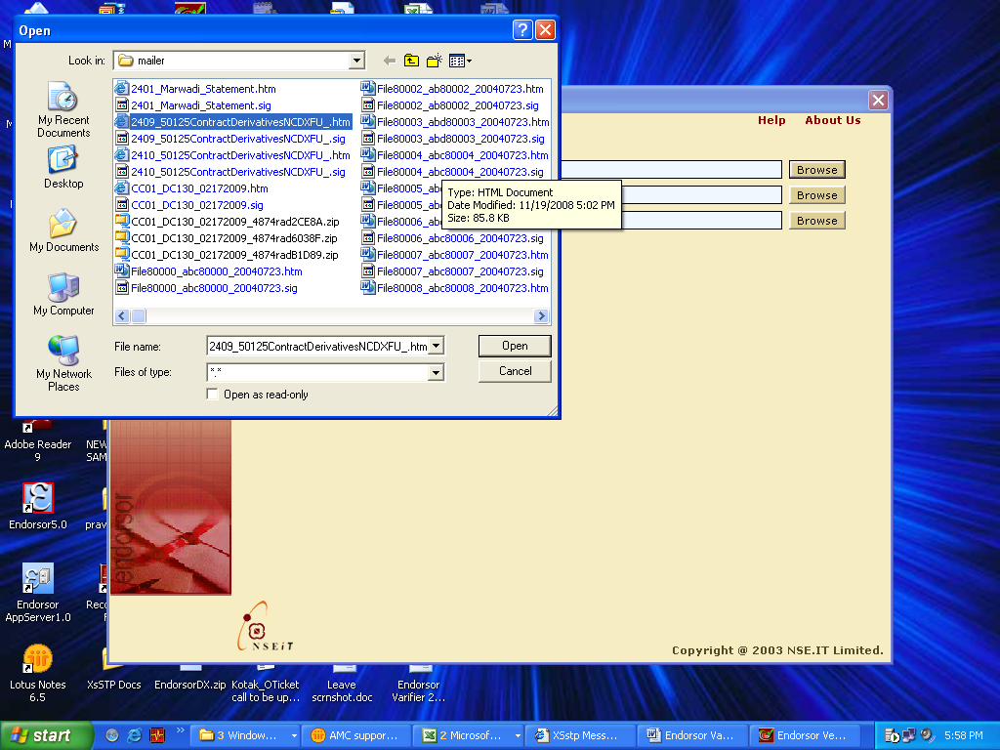 Open
Look in:
mailer
My Recent
Documents
Desktop
My Documents
My Computer
My Network
Places
2401_Marwadi_Statement.htm
2401_Marwadi_Statement.sig
2409_50125ContractDerivativesNCDXFU_.htm
2409_50125ContractDerivativesNCDXFU_.sig
2410_50125ContractDerivativesNCDXFU_.htm
2410_50125ContractDerivativesNCDXFU_.sig
CC01_DC130_02172009.htm
CC01_DC130_02172009.sig
CC01_DC130_02172009_4874rad2CE8A.zip
CC01_DC130_02172009_4874rad6038F.zip
CC01_DC130_02172009_4874radB1D89.zip
File80000_abc80000_20040723.htm
File80000_abc80000_20040723.sig
File80002_ab80002_20040723.htm
File80002_ab80002_20040723.sig
File80003_abd80003_20040723.htm
File80003_abd80003_20040723.sig
File80004_abc80004_20040723.htm
File80004_abc80004_20040723.sig
File80005_abc
File80005_abc
File80006_abc
File80006_abc80006_20040723.sig
File80007_abc80007_20040723.htm
File80007_abc80007_20040723.sig
File80008_abc80008_20040723.htm
Type: HTML Document
Date Modified: 11/19/2008 5:02 PM
Size: 85.8 KB
File name:
2409_50125ContractDerivativesNCDXFU_.htm
Open
Files of type:
*.*
Cancel
Open as read-only
Help About Us
Browse
Browse
Browse
endorsor
NSEiT
Copyright @ 2003 NSE.IT Limited.
Adobe Reader
9
NEW
SAM
Endorsor5.0
prav
Endorsor
AppServer1.0
Reco
Lotus Notes
6.5
XsSTP Docs
EndorsorDX.zip
Kotak_OTicket
call to be up...
Leave
scrnshot.doc
Endorsor
Varifier 2...
start
3 Window...
AMC suppor...
2 Microsof...
XSstp Mess...
Endorsor Va...
Endorsor Ve...
5:58 PM